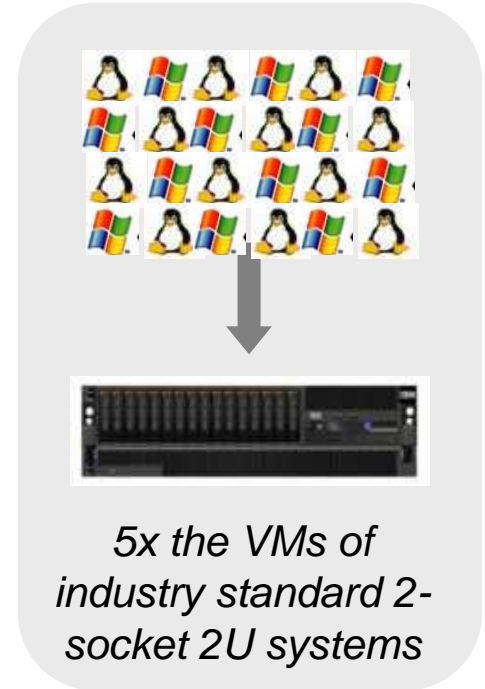 5x the VMs of
industry standard 2-
socket 2U systems